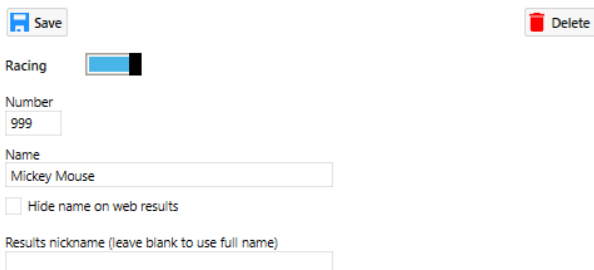 Save Delete
Racing
Number
999
Name
Mickey Mouse
Hide name on web results
Results nickname (leave blank to use full name)